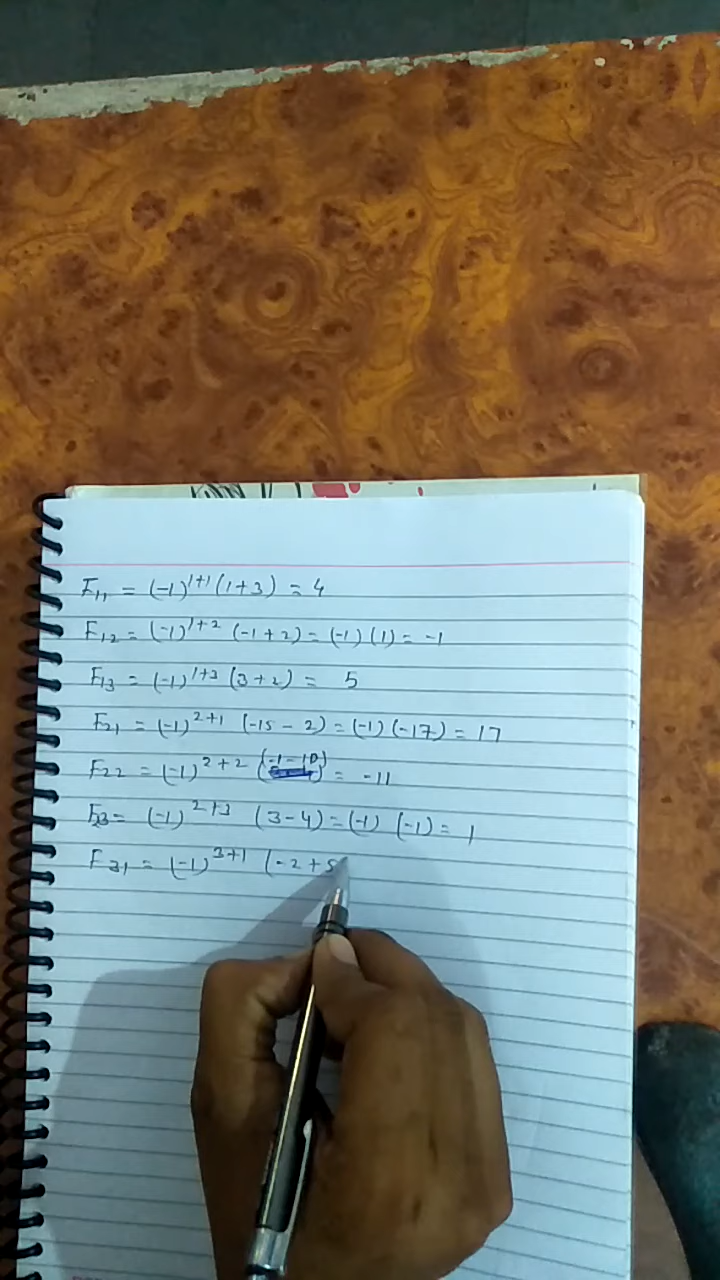 F₁₁ = (-1)¹⁺¹ (1+3) = 4
F₁₂ = (-1)¹⁺² (-1+2) = (-1) (1) = -1
F₁₃ = (-1)¹⁺³ (3+2) = 5
F₂₁ = (-1)²⁺¹ (-15-2) = (-1) (-17) = 17
F₂₂ = (-1)²⁺² (-1-10) = -11
F₂₃ = (-1)²⁺³ (3-4) = (-1) (-1) = 1
F₃₁ = (-1)³⁺¹ (-2+5